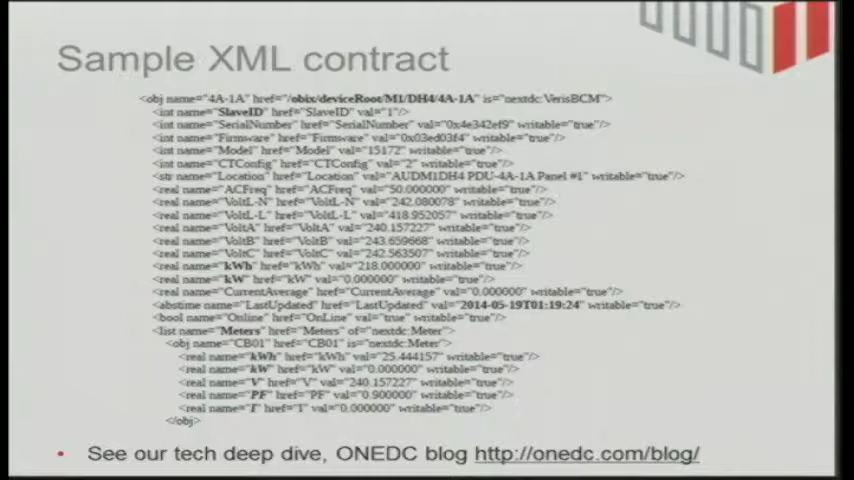 Sample XML contract
<obj name="4A-1A" href="/obix/deviceRoot/M1/DH4/4A-1A" is="nextdc:VerisBCM">
<int name="SlaveID" href="SlaveID" val="1"/>
<int name="SerialNumber" href="SerialNumber" val="0x4e342ef9" writable="true"/>
<int name="Firmware" href="Firmware" val="0x03ed03f4" writable="true"/>
<int name="Model" href="Model" val="15172" writable="true"/>
<int name="CTConfig" href="CTConfig" val="2" writable="true"/>
<str name="Location" href="Location" val="AUDM1DH4 PDU-4A-1A Panel #1" writable="true"/>
<real name="ACFreq" href="ACFreq" val="50.000000" writable="true"/>
<real name="VoltL-N" href="VoltL-N" val="242.080078" writable="true"/>
<real name="VoltL-L" href="VoltL-L" val="418.952057" writable="true"/>
<real name="VoltA" href="VoltA" val="240.157227" writable="true"/>
<real name="VoltB" href="VoltB" val="243.659668" writable="true"/>
<real name="VoltC" href="VoltC" val="242.563507" writable="true"/>
<real name="kWh" href="kWh" val="218.000000" writable="true"/>
<real name="kW" href="kW" val="0.000000" writable="true"/>
<real name="CurrentAverage" href="CurrentAverage" val="0.000000" writable="true"/>
<abstime name="LastUpdated" href="LastUpdated" val="2014-05-19T01:19:24" writable="true"/>
<bool name="Online" href="OnLine" val="true" writable="true"/>
<list name="Meters" href="Meters" of="nextdc:Meter">
<obj name="CB01" href="CB01" is="nextdc:Meter">
<real name="kWh" href="kWh" val="25.444157" writable="true"/>
<real name="kW" href="kW" val="0.000000" writable="true"/>
<real name="V" href="V" val="240.157227" writable="true"/>
<real name="PF" href="PF" val="0.900000" writable="true"/>
<real name="I" href="I" val="0.000000" writable="true"/>
</obj>
• See our tech deep dive, ONEDC blog http://onedc.com/blog/